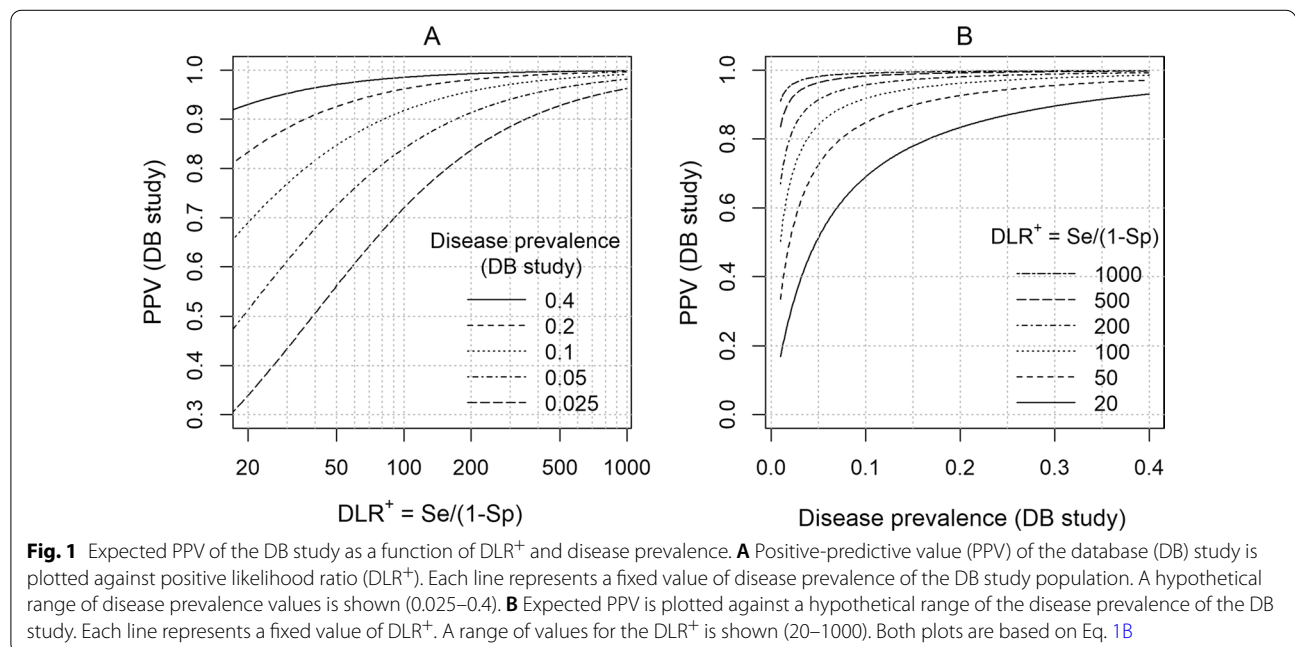 A
PPV (DB study)
1.0
0.9
0.8
0.7
0.6
0.5
0.4
0.3
Disease prevalence
(DB study)
0.4
0.2
0.1
0.05
0.025
20 50 100 200 500 1000
DLR⁺ = Se/(1-Sp)
B
PPV (DB study)
1.0
0.8
0.6
0.4
0.2
0.0
DLR⁺ = Se/(1-Sp)
1000
500
200
100
50
20
0.0 0.1 0.2 0.3 0.4
Disease prevalence (DB study)
Fig. 1 Expected PPV of the DB study as a function of DLR⁺ and disease prevalence. A Positive-predictive value (PPV) of the database (DB) study is
plotted against positive likelihood ratio (DLR⁺). Each line represents a fixed value of disease prevalence of the DB study population. A hypothetical
range of disease prevalence values is shown (0.025–0.4). B Expected PPV is plotted against a hypothetical range of the disease prevalence of the DB
study. Each line represents a fixed value of DLR⁺. A range of values for the DLR⁺ is shown (20–1000). Both plots are based on Eq. 1B